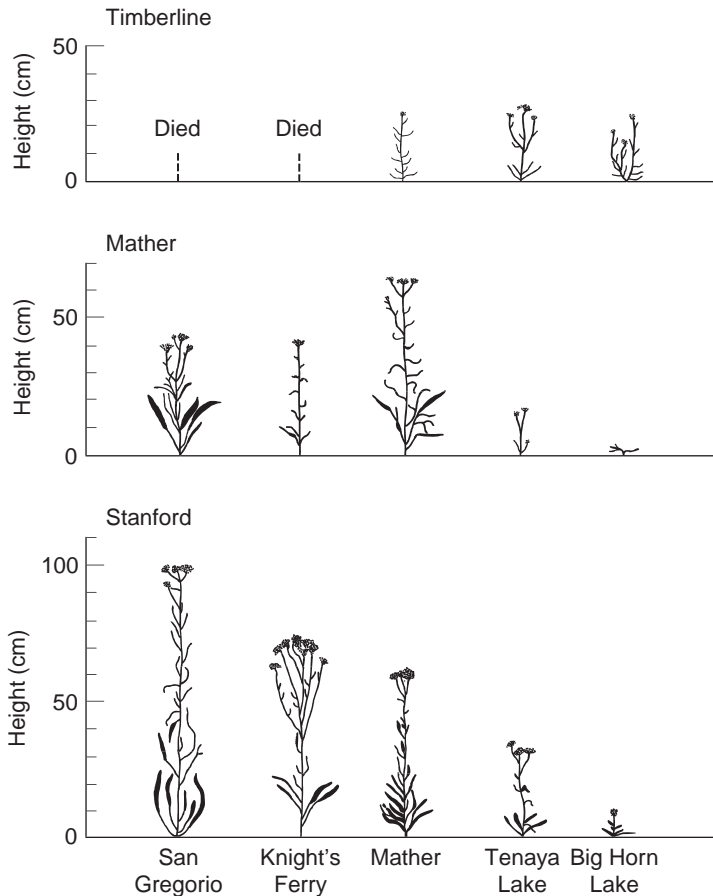 Timberline
Height (cm)
50
0
Died
Died
Mather
Height (cm)
50
0
Stanford
Height (cm)
100
50
0
San
Gregorio
Knight's
Ferry
Mather
Tenaya
Lake
Big Horn
Lake